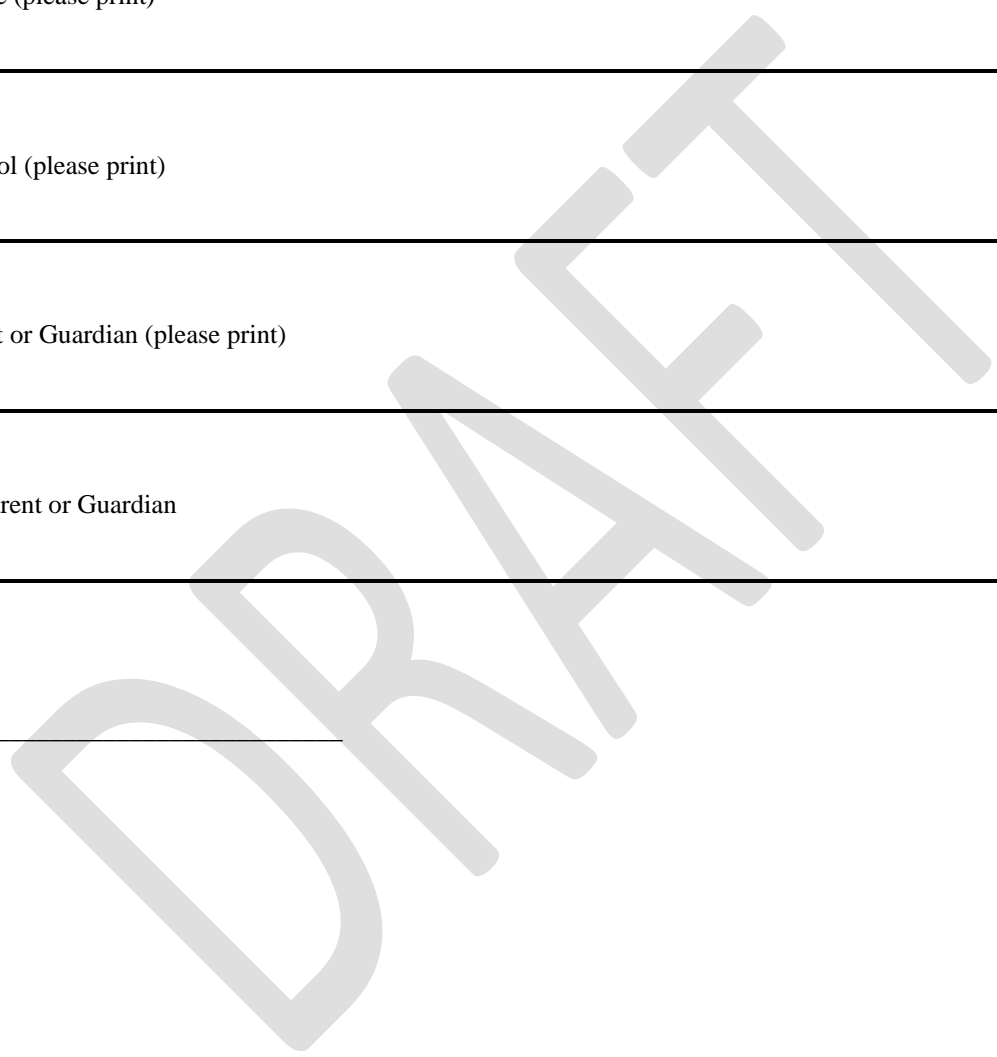 (please print)
ol (please print)
t or Guardian (please print)
rent or Guardian
DRAFT